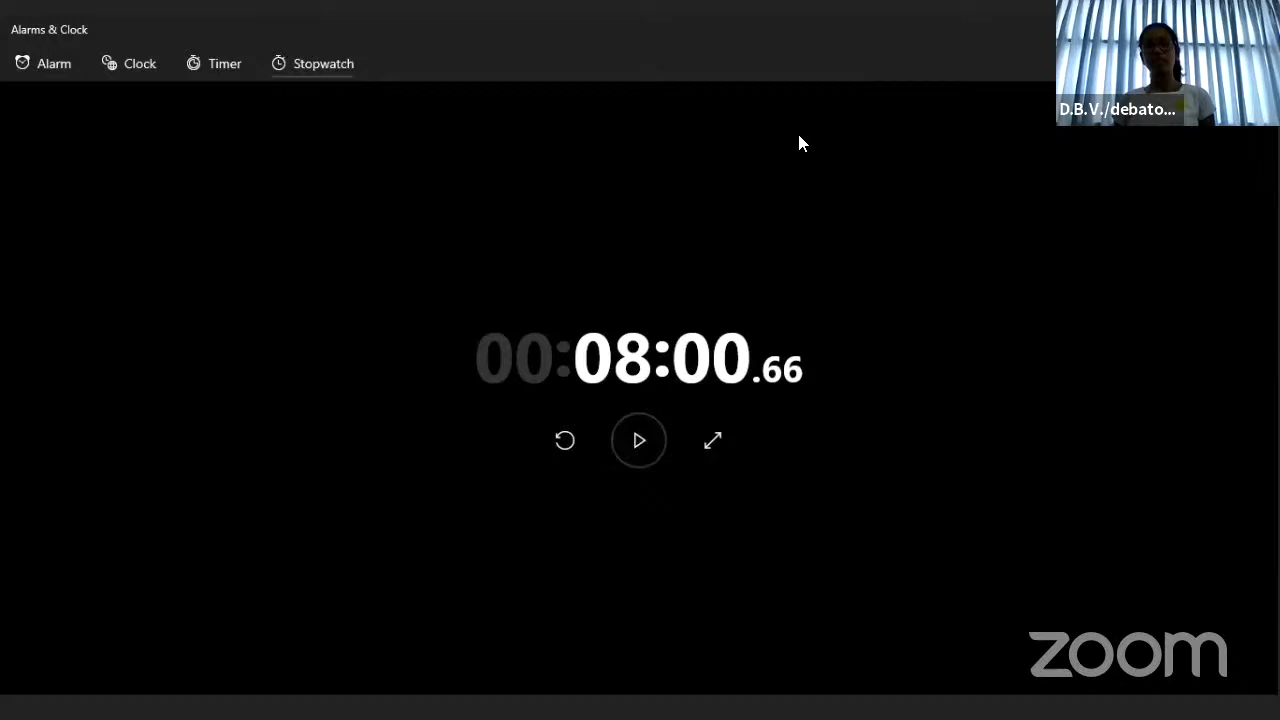 Alarms & Clock
Alarm Clock Timer Stopwatch
D.B.V./debato...
00:08:00.66
zoom